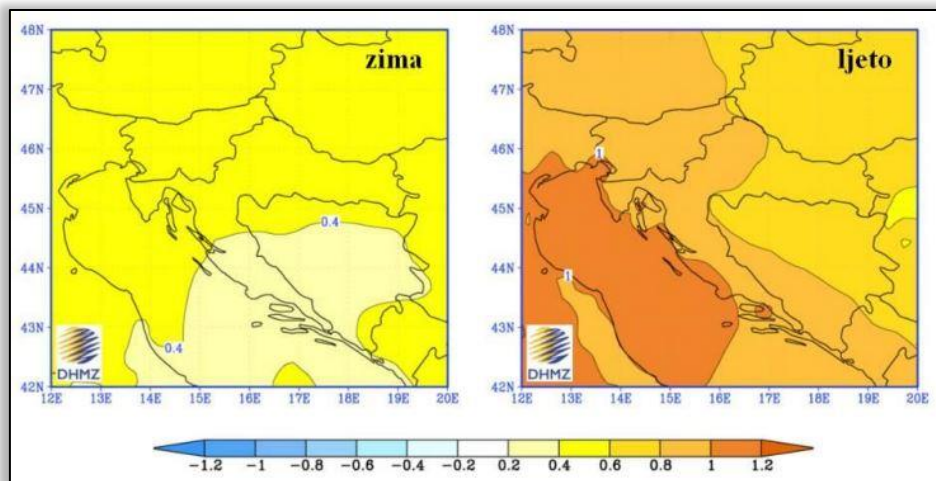 zima
ljeto
48N
47N
46N
45N
44N
43N
42N
12E 13E 14E 15E 16E 17E 18E 19E 20E
0.4
0.4
DHMZ
48N
47N
46N
45N
44N
43N
42N
12E 13E 14E 15E 16E 17E 18E 19E 20E
1
1
DHMZ
-1.2 -1 -0.8 -0.6 -0.4 -0.2 0.2 0.4 0.6 0.8 1 1.2